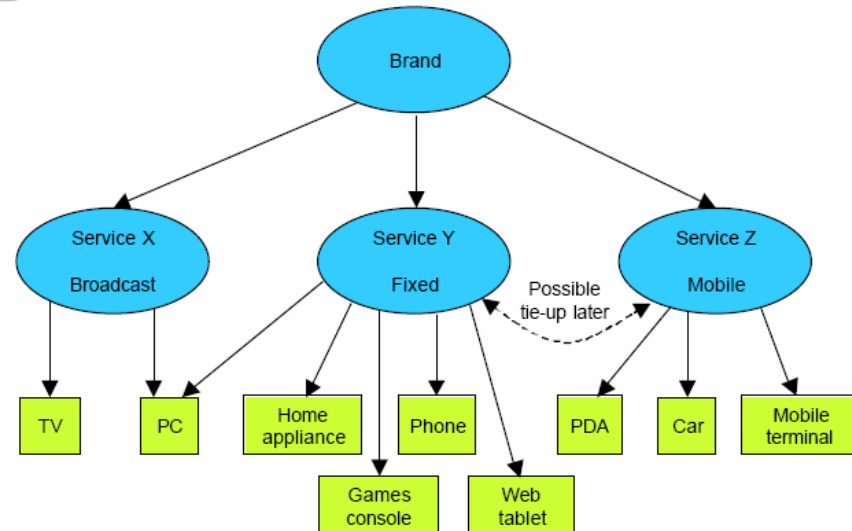 Brand
Service X
Broadcast
Service Y
Fixed
Service Z
Mobile
Possible
tie-up later
TV
PC
Home
appliance
Phone
PDA
Car
Mobile
terminal
Games
console
Web
tablet